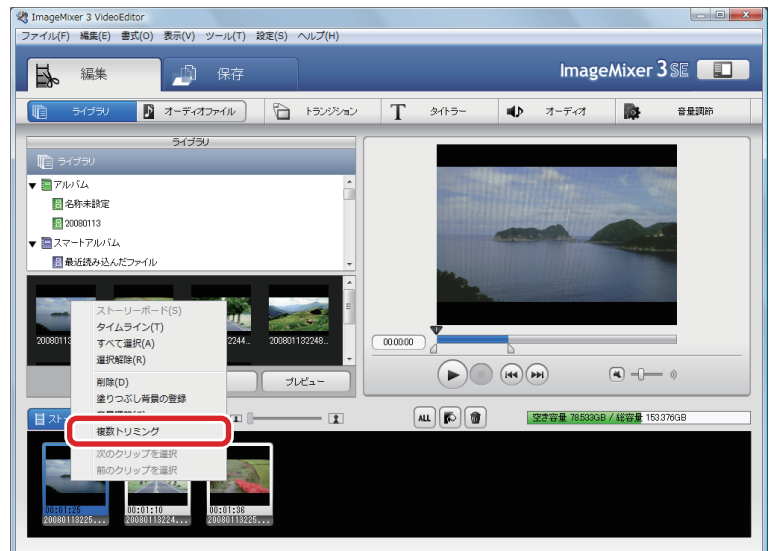 ImageMixer 3 VideoEditor
ファイル(F) 編集(E) 書式(O) 表示(V) ツール(T) 設定(S) ヘルプ(H)
編集 保存 ImageMixer 3 SE
ライブラリ オーディオファイル トランジション T タイトラー オーディオ 音量調節
ライブラリ
ライブラリ
アルバム
名称未設定
20080113
スマートアルバム
最近読み込んだファイル
2008011 2244... 200801132248...
00:00:00
ストーリーボード(S)
タイムライン(T)
すべて選択(A)
選択解除(R)
削除(D)
塗りつぶし背景の登録
複数トリミング
次のクリップを選択
前のクリップを選択
プレビュー
スト ALL 空き容量 78.533GB / 総容量 153.376GB
00:01:25 00:01:10 00:01:36
20080113225... 20080113224... 20080113225...